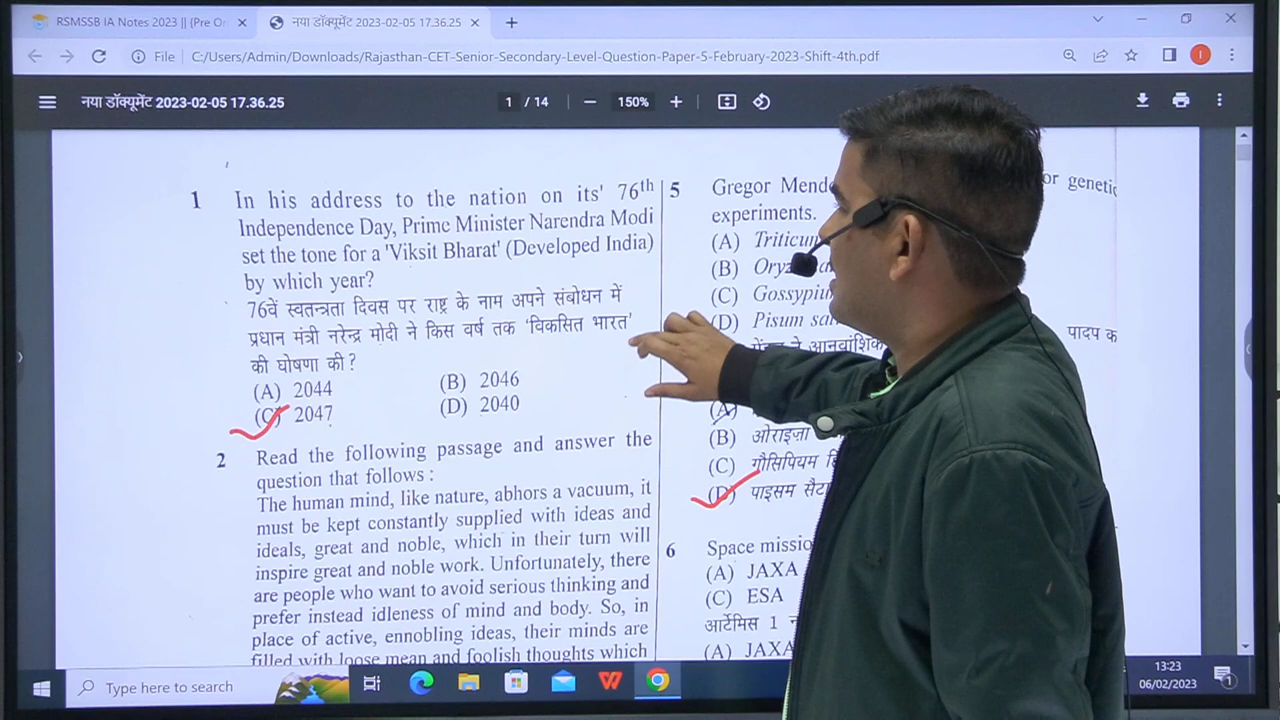 RSMSSB IA Notes 2023 || (Pre On
नया डॉक्यूमेंट 2023-02-05 17.36.25
File
C:/Users/Admin/Downloads/Rajasthan-CET-Senior-Secondary-Level-Question-Paper-5-February-2023-Shift-4th.pdf
नया डॉक्यूमेंट 2023-02-05 17.36.25
1 / 14
150%
1 In his address to the nation on its' 76th
Independence Day, Prime Minister Narendra Modi
set the tone for a 'Viksit Bharat' (Developed India)
by which year?
76वें स्वतन्त्रता दिवस पर राष्ट्र के नाम अपने संबोधन में
प्रधान मंत्री नरेन्द्र मोदी ने किस वर्ष तक 'विकसित भारत'
की घोषणा की ?
(A) 2044 (B) 2046
(C) 2047 (D) 2040
2 Read the following passage and answer the
question that follows :
The human mind, like nature, abhors a vacuum, it
must be kept constantly supplied with ideas and
ideals, great and noble, which in their turn will
inspire great and noble work. Unfortunately, there
are people who want to avoid serious thinking and
prefer instead idleness of mind and body. So, in
place of active, ennobling ideas, their minds are
filled with loose mean and foolish thoughts which
5 Gregor or genetic
experiments.
(A)
(B)
(C)
(D) Pisum
पादप
(A)
(B) ओराइज़ा
(C) गौसिपियम
(D) पाइसम
6 Space
(A) JAXA
(C) ESA
आर्टेमिस 1
(A) JAXA
Type here to search
13:23
06/02/2023